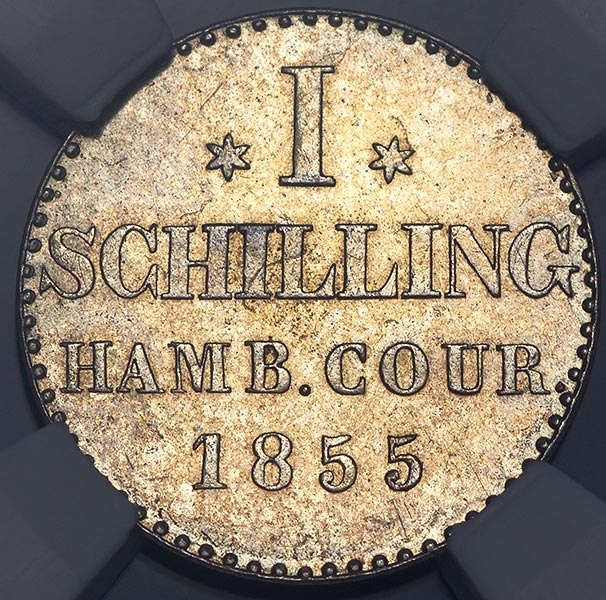 I
SCHILLING
HAMB. COUR.
1855